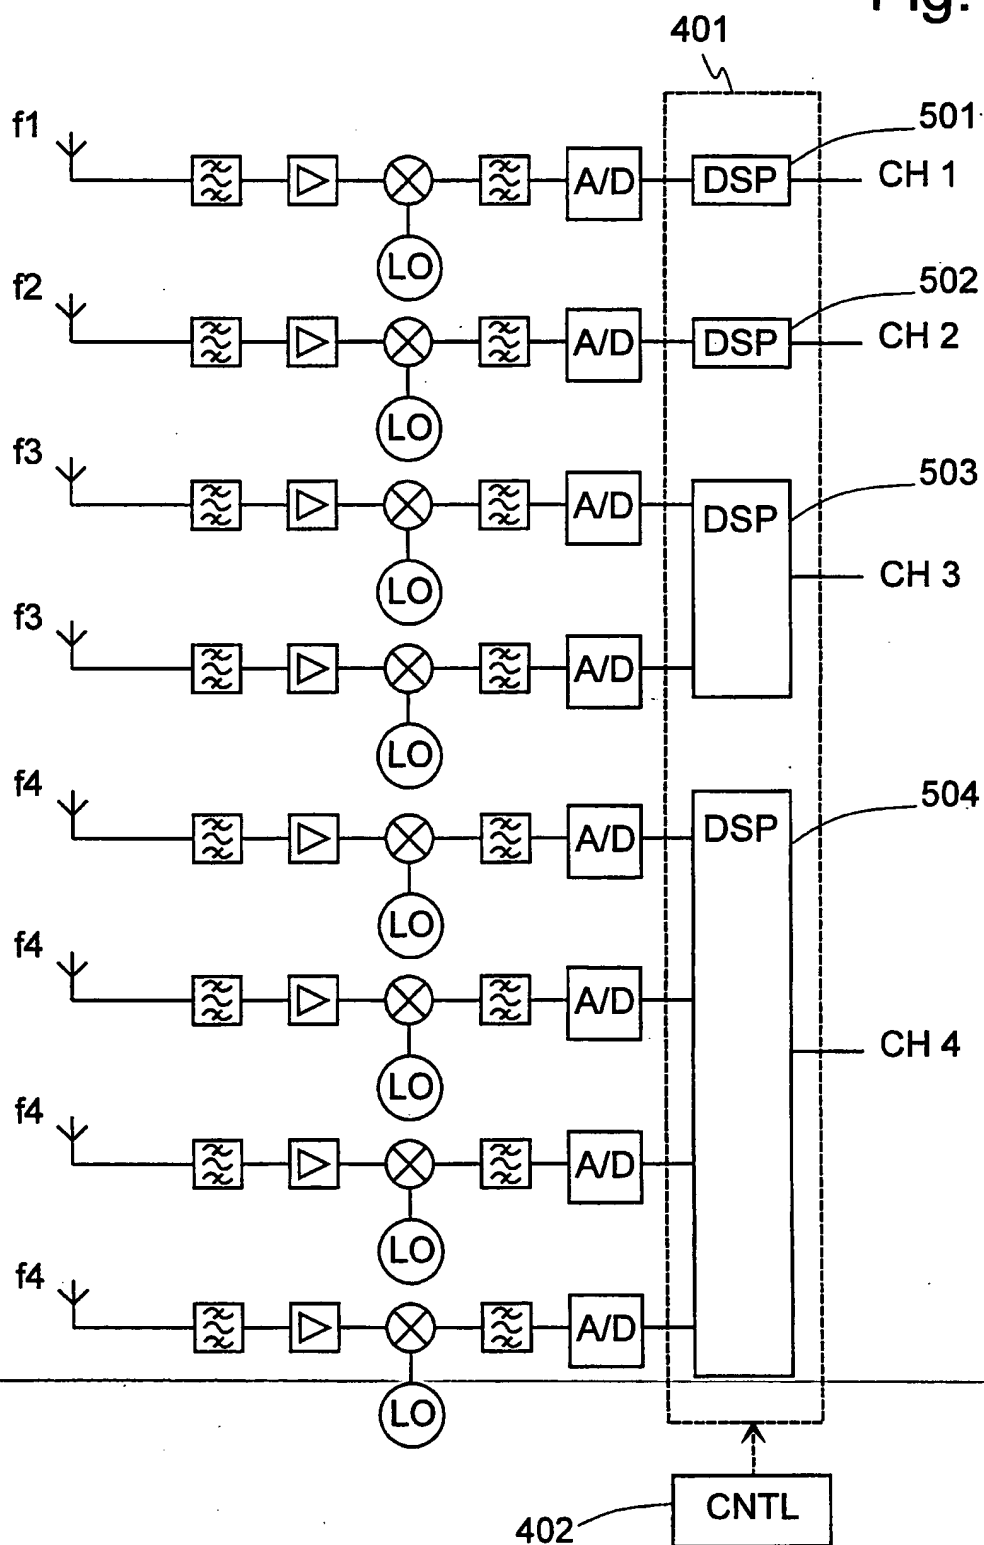 Fig.
401
f1
A/D
DSP
501
CH 1
LO
f2
A/D
DSP
502
CH 2
LO
f3
A/D
DSP
503
LO
CH 3
f3
A/D
LO
f4
A/D
DSP
504
LO
f4
A/D
CH 4
LO
f4
A/D
LO
f4
A/D
LO
CNTL
402